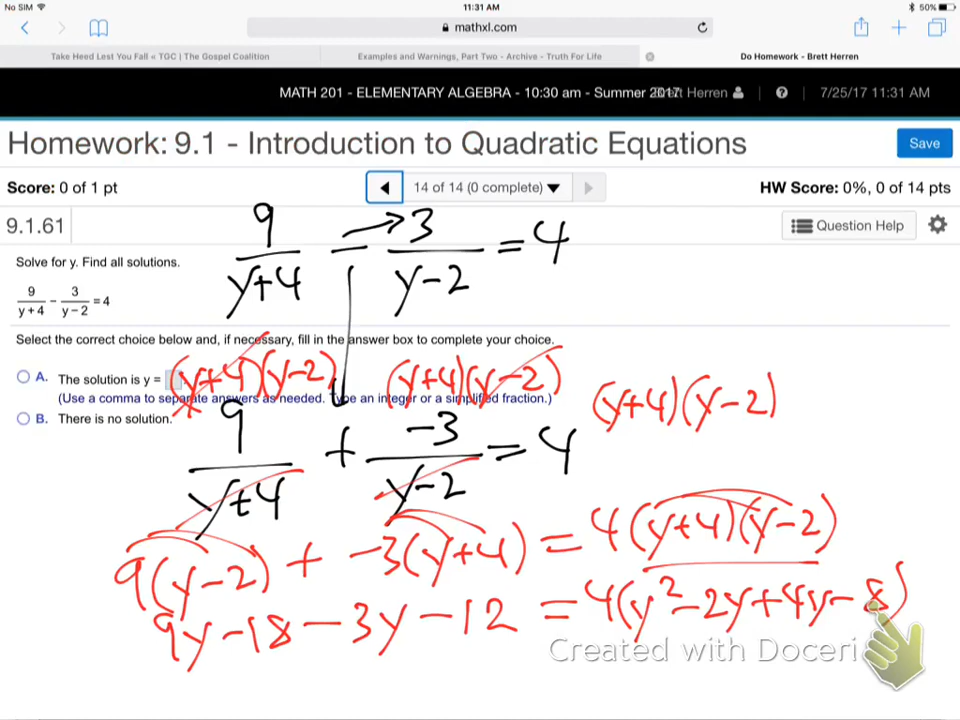 No SIM 11:31 AM 50%
mathxl.com
Take Heed Lest You Fall « TGC | The Gospel Coalition Examples and Warnings, Part Two - Archive - Truth For Life Do Homework - Brett Herren
MATH 201 - ELEMENTARY ALGEBRA - 10:30 am - Summer 2017 Brett Herren 7/25/17 11:31 AM
Homework: 9.1 - Introduction to Quadratic Equations Save
Score: 0 of 1 pt 14 of 14 (0 complete) HW Score: 0%, 0 of 14 pts
9.1.61 Question Help
9/(y+4) − 3/(y−2) = 4
Solve for y. Find all solutions.
9/(y+4) − 3/(y−2) = 4
Select the correct choice below and, if necessary, fill in the answer box to complete your choice.
A. The solution is y =
(y+4)(y−2) (y+4)(y−2) (y+4)(y−2)
(Use a comma to separate answers as needed. Type an integer or a simplified fraction.)
B. There is no solution.
9/(y+4) + −3/(y−2) = 4
9(y−2) + −3(y+4) = 4(y+4)(y−2)
9y−18−3y−12 = 4(y²−2y+4y−8)
Created with Doceri